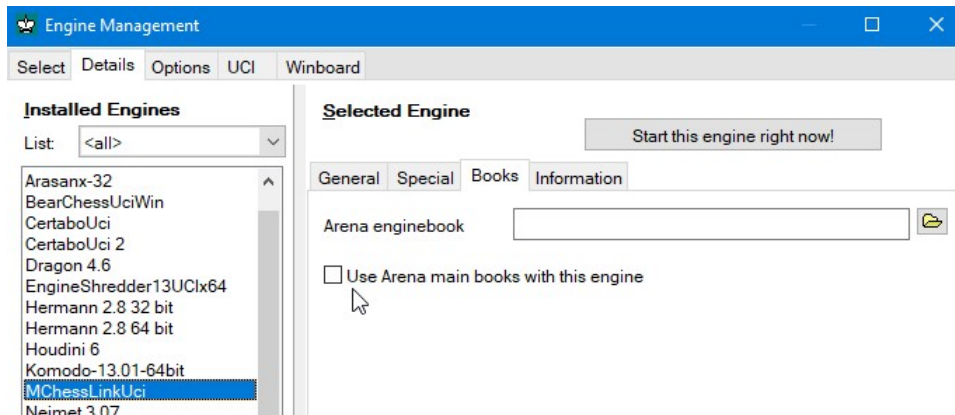 Engine Management
Select Details Options UCI Winboard
Installed Engines
List: <all>
Arasanx-32
BearChessUciWin
CertaboUci
CertaboUci 2
Dragon 4.6
EngineShredder13UCIx64
Hermann 2.8 32 bit
Hermann 2.8 64 bit
Houdini 6
Komodo-13.01-64bit
MChessLinkUci
Nejmet 3.07
Selected Engine
Start this engine right now!
General Special Books Information
Arena enginebook
Use Arena main books with this engine